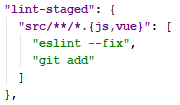 "lint-staged": {
  "src/**/*.{js,vue}": [
    "eslint --fix",
    "git add"
  ]
},